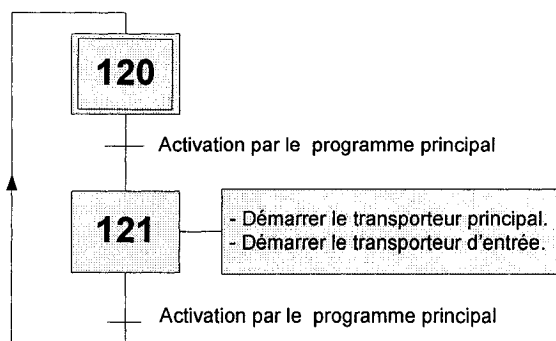 120
Activation par le programme principal
121
- Démarrer le transporteur principal.
- Démarrer le transporteur d'entrée.
Activation par le programme principal